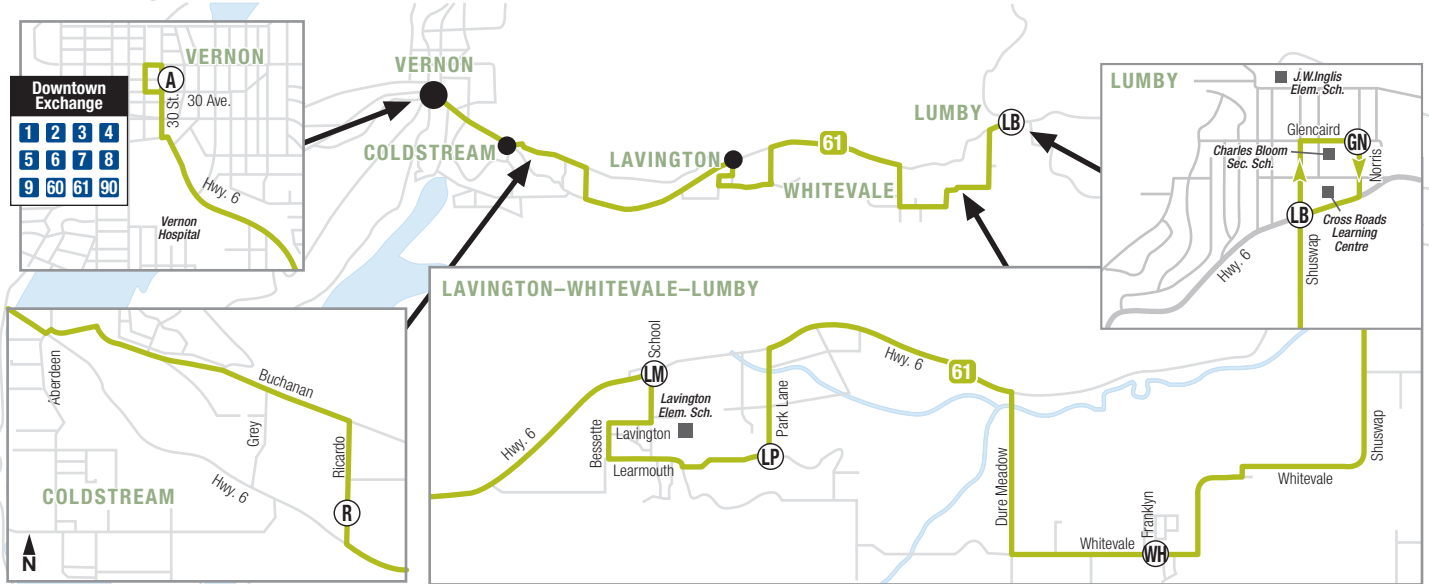 VERNON
A
30 St.
30 Ave.
Hwy. 6
Vernon
Hospital
Downtown
Exchange
1 2 3 4
5 6 7 8
9 60 61 90
VERNON
COLDSTREAM
LAVINGTON
61
WHITEVALE
LUMBY
LB
LUMBY
J.W.Inglis
Elem. Sch.
Glencaird
GN
Charles Bloom
Sec. Sch.
Norris
LB
Cross Roads
Learning
Centre
Hwy. 6
Shuswap
Aberdeen
Buchanan
Grey
Ricardo
Hwy. 6
COLDSTREAM
R
N
LAVINGTON–WHITEVALE–LUMBY
School
LM
Lavington
Elem. Sch.
Hwy. 6
Bessette
Lavington
Learmouth
LP
Park Lane
Hwy. 6
61
Dure Meadow
Whitevale
Franklyn
WH
Whitevale
Shuswap